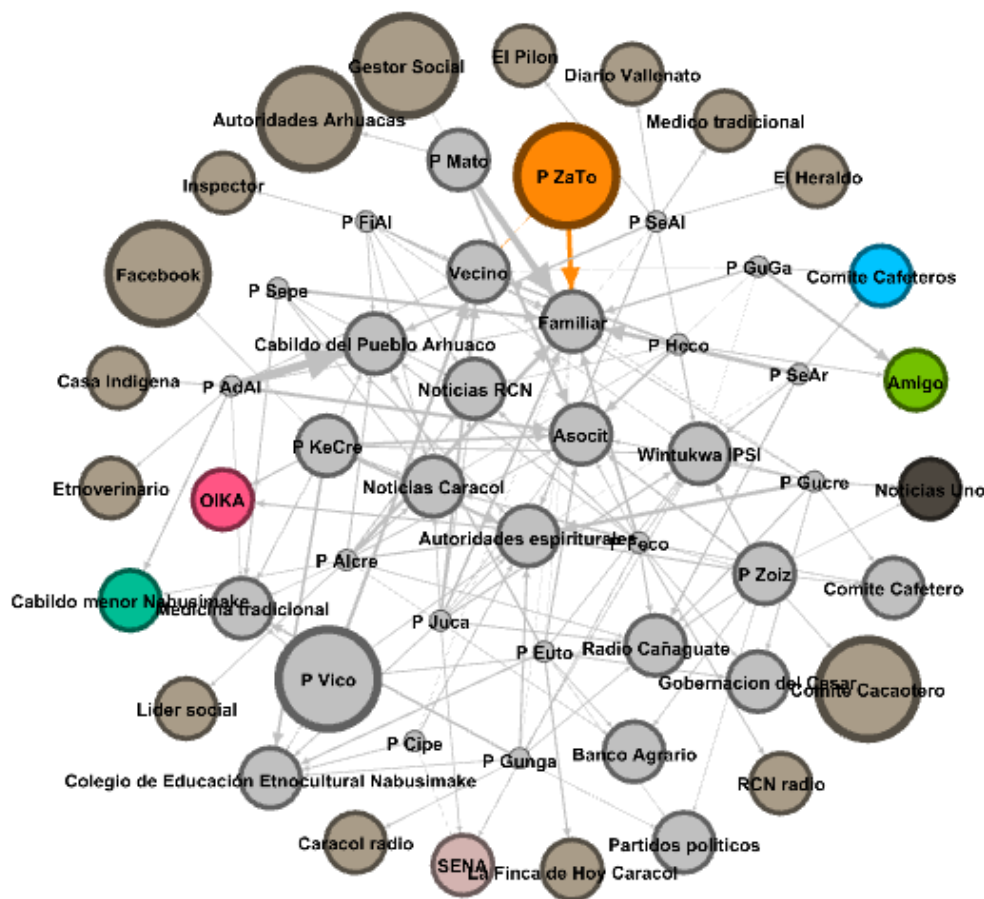 El Pilon
Gestor Social
Diario Vallenato
Autoridades Arhuacas
Medico tradicional
P Mato
P ZaTo
El Heraldo
Inspector
P FiAl
P SeAl
Facebook
Vecino
P GuGa
Comite Cafeteros
P Sepe
Familiar
Cabildo del Pueblo Arhuaco
P Heco
Casa Indigena
P AdAl
Noticias RCN
P SeAr
Amigo
Asocit
P KeCre
Wintukwa IPSI
Etnoverinario
OIKA
Noticias Caracol
P Gucre
Noticias Uno
Autoridades espiriturales
P Peco
P Alcre
P Zoiz
Comite Cafetero
Cabildo menor Nabusimake
Medicina tradicional
P Juca
P Euto
Radio Cañaguate
P Vico
Gobernacion del Cesar
Comite Cacaotero
Lider social
P Cipe
P Gunga
Banco Agrario
Colegio de Educación Etnocultural Nabusimake
RCN radio
Caracol radio
Partidos politicos
SENA
La Finca de Hoy Caracol